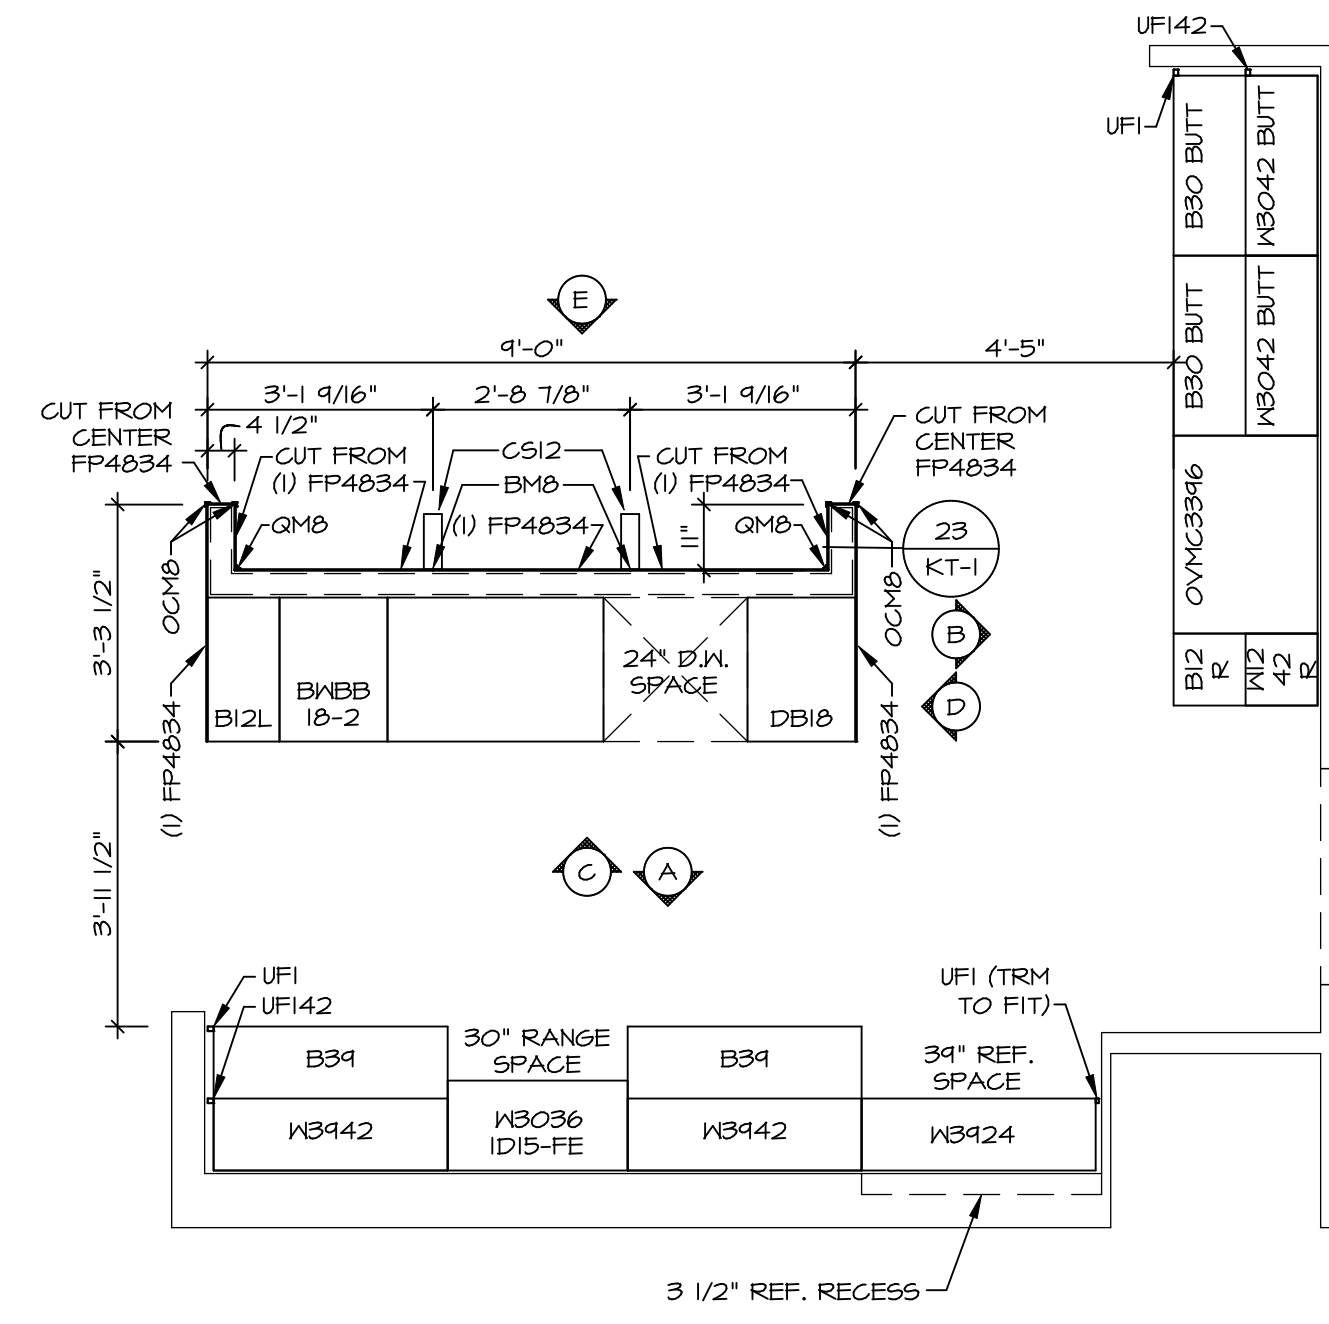 UF142
UF1
B30 BUTT
W3042 BUTT
B30 BUTT
W3042 BUTT
OVMC3396
B12
R
W12
42
R
E
9'-0"
4'-5"
3'-1 9/16"
2'-8 7/8"
3'-1 9/16"
CUT FROM
CENTER
FP4834
4 1/2"
CUT FROM
(1) FP4834
CS12
BM8
(1) FP4834
CUT FROM
(1) FP4834
CUT FROM
CENTER
FP4834
QM8
QM8
11"
23
KT-1
OCM8
OCM8
3'-3 1/2"
B
D
(1) FP4834
(1) FP4834
B12L
BWBB
18-2
24" D.W.
SPACE
DB18
3'-11 1/2"
C
A
UF1
UF142
UF1 (TRM
TO FIT)
B39
30" RANGE
SPACE
B39
39" REF.
SPACE
W3942
W3036
1D15-FE
W3942
W3924
3 1/2" REF. RECESS